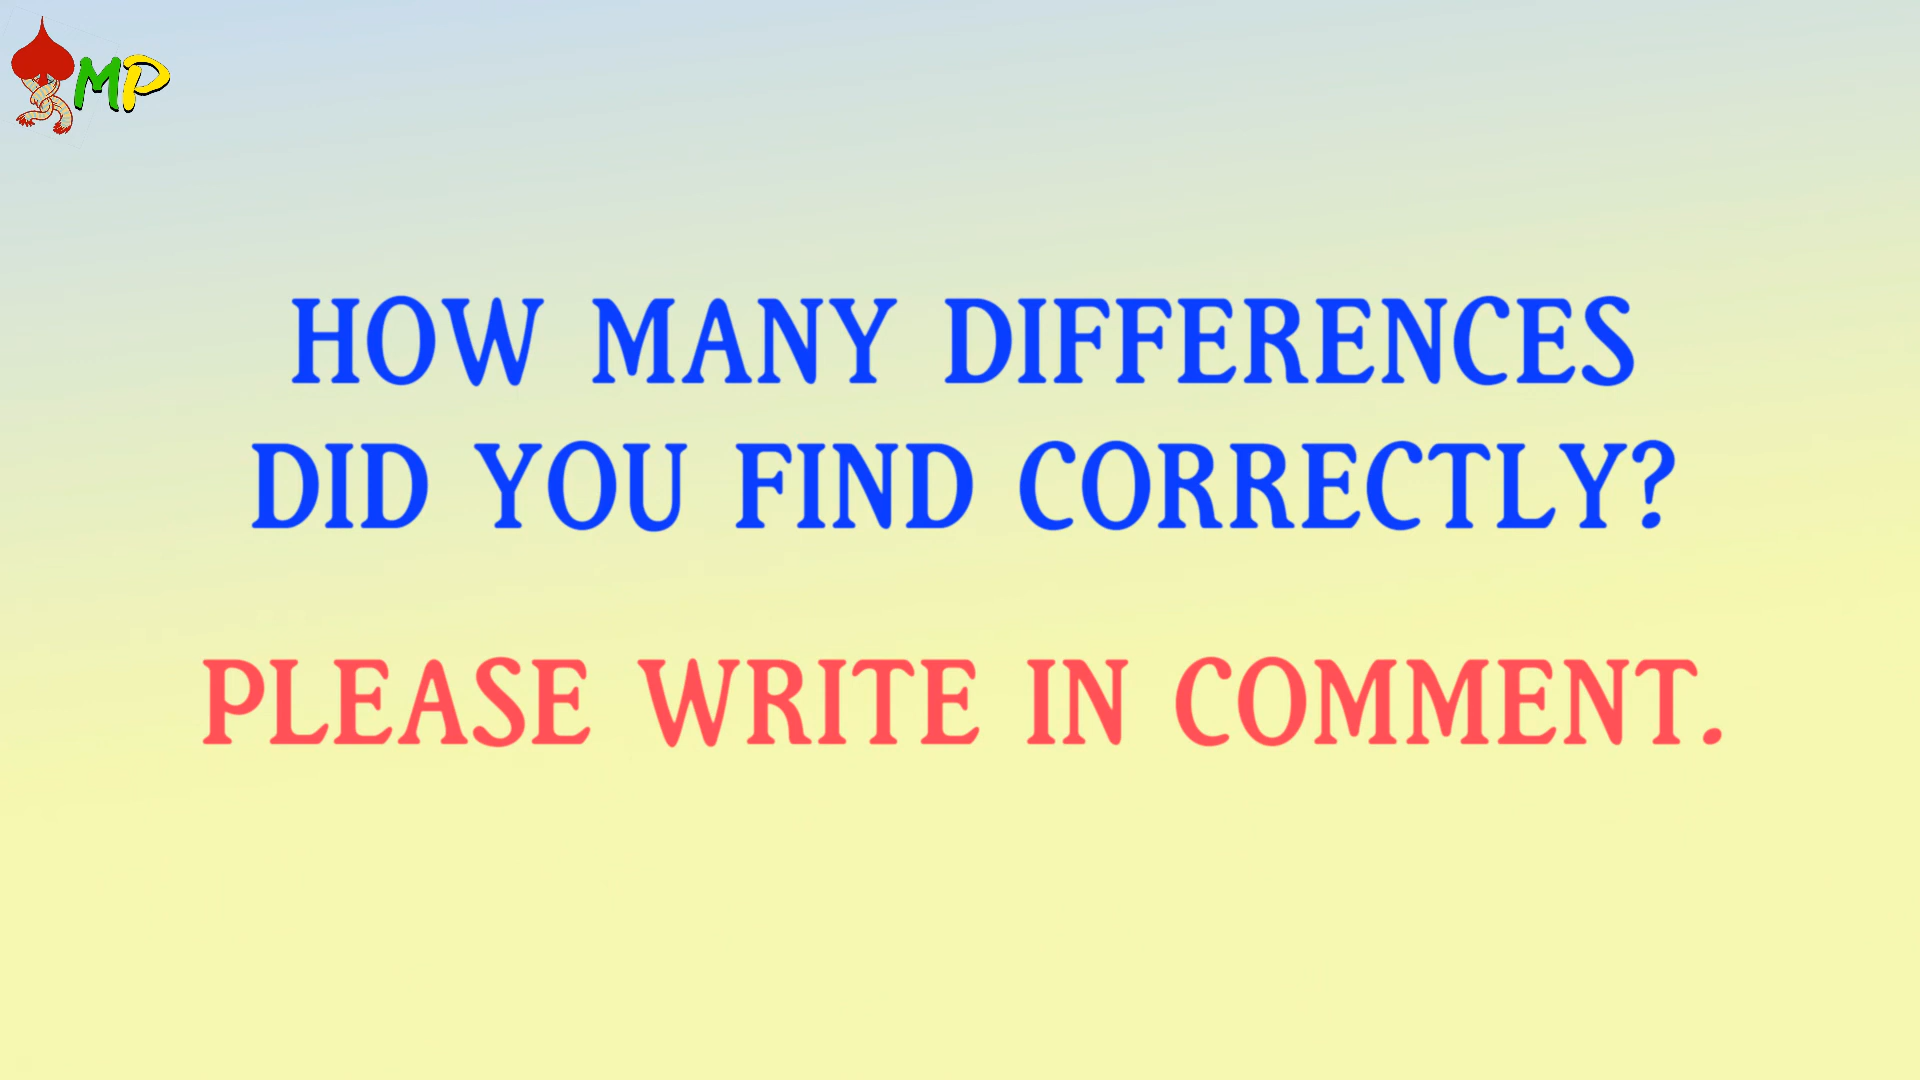 MP
HOW MANY DIFFERENCES
DID YOU FIND CORRECTLY?
PLEASE WRITE IN COMMENT.